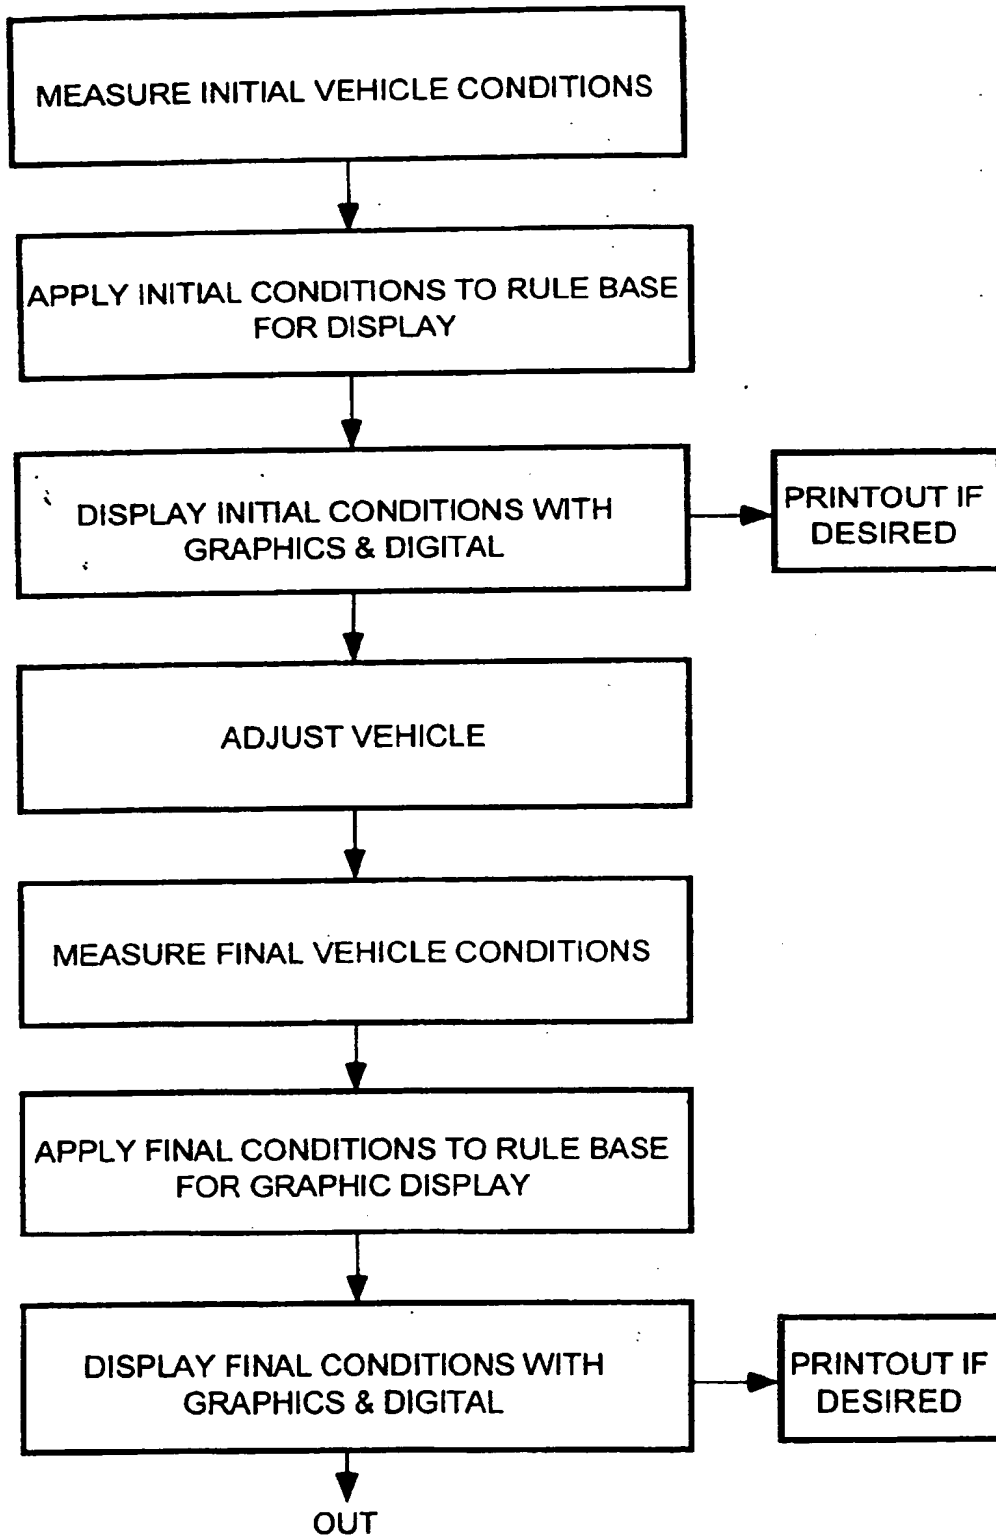 MEASURE INITIAL VEHICLE CONDITIONS
APPLY INITIAL CONDITIONS TO RULE BASE
FOR DISPLAY
DISPLAY INITIAL CONDITIONS WITH
GRAPHICS & DIGITAL
PRINTOUT IF
DESIRED
ADJUST VEHICLE
MEASURE FINAL VEHICLE CONDITIONS
APPLY FINAL CONDITIONS TO RULE BASE
FOR GRAPHIC DISPLAY
DISPLAY FINAL CONDITIONS WITH
GRAPHICS & DIGITAL
PRINTOUT IF
DESIRED
OUT